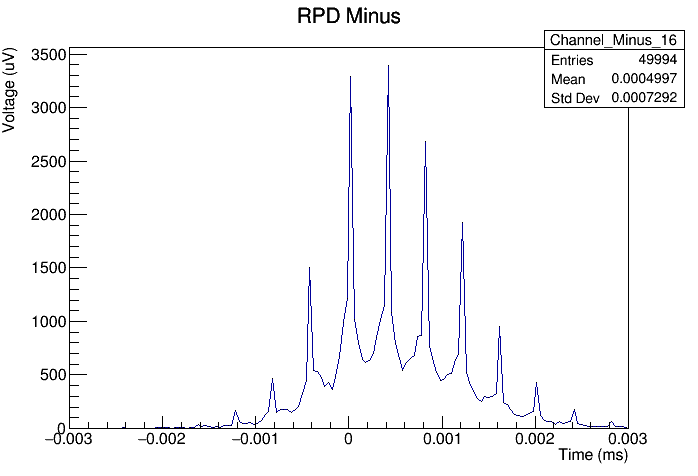 RPD Minus
Channel_Minus_16
Entries 49994
Mean 0.0004997
Std Dev 0.0007292
Voltage (uV)
3500
3000
2500
2000
1500
1000
500
0
−0.003 −0.002 −0.001 0 0.001 0.002 0.003
Time (ms)